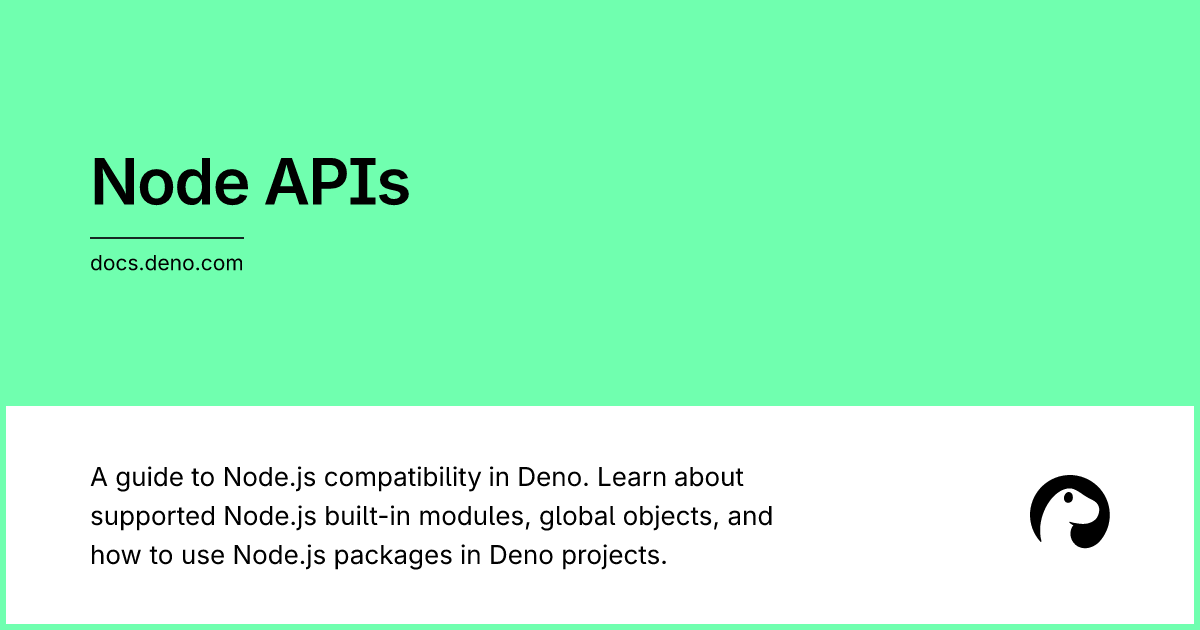 Node APIs
docs.deno.com
A guide to Node.js compatibility in Deno. Learn about
supported Node.js built-in modules, global objects, and
how to use Node.js packages in Deno projects.